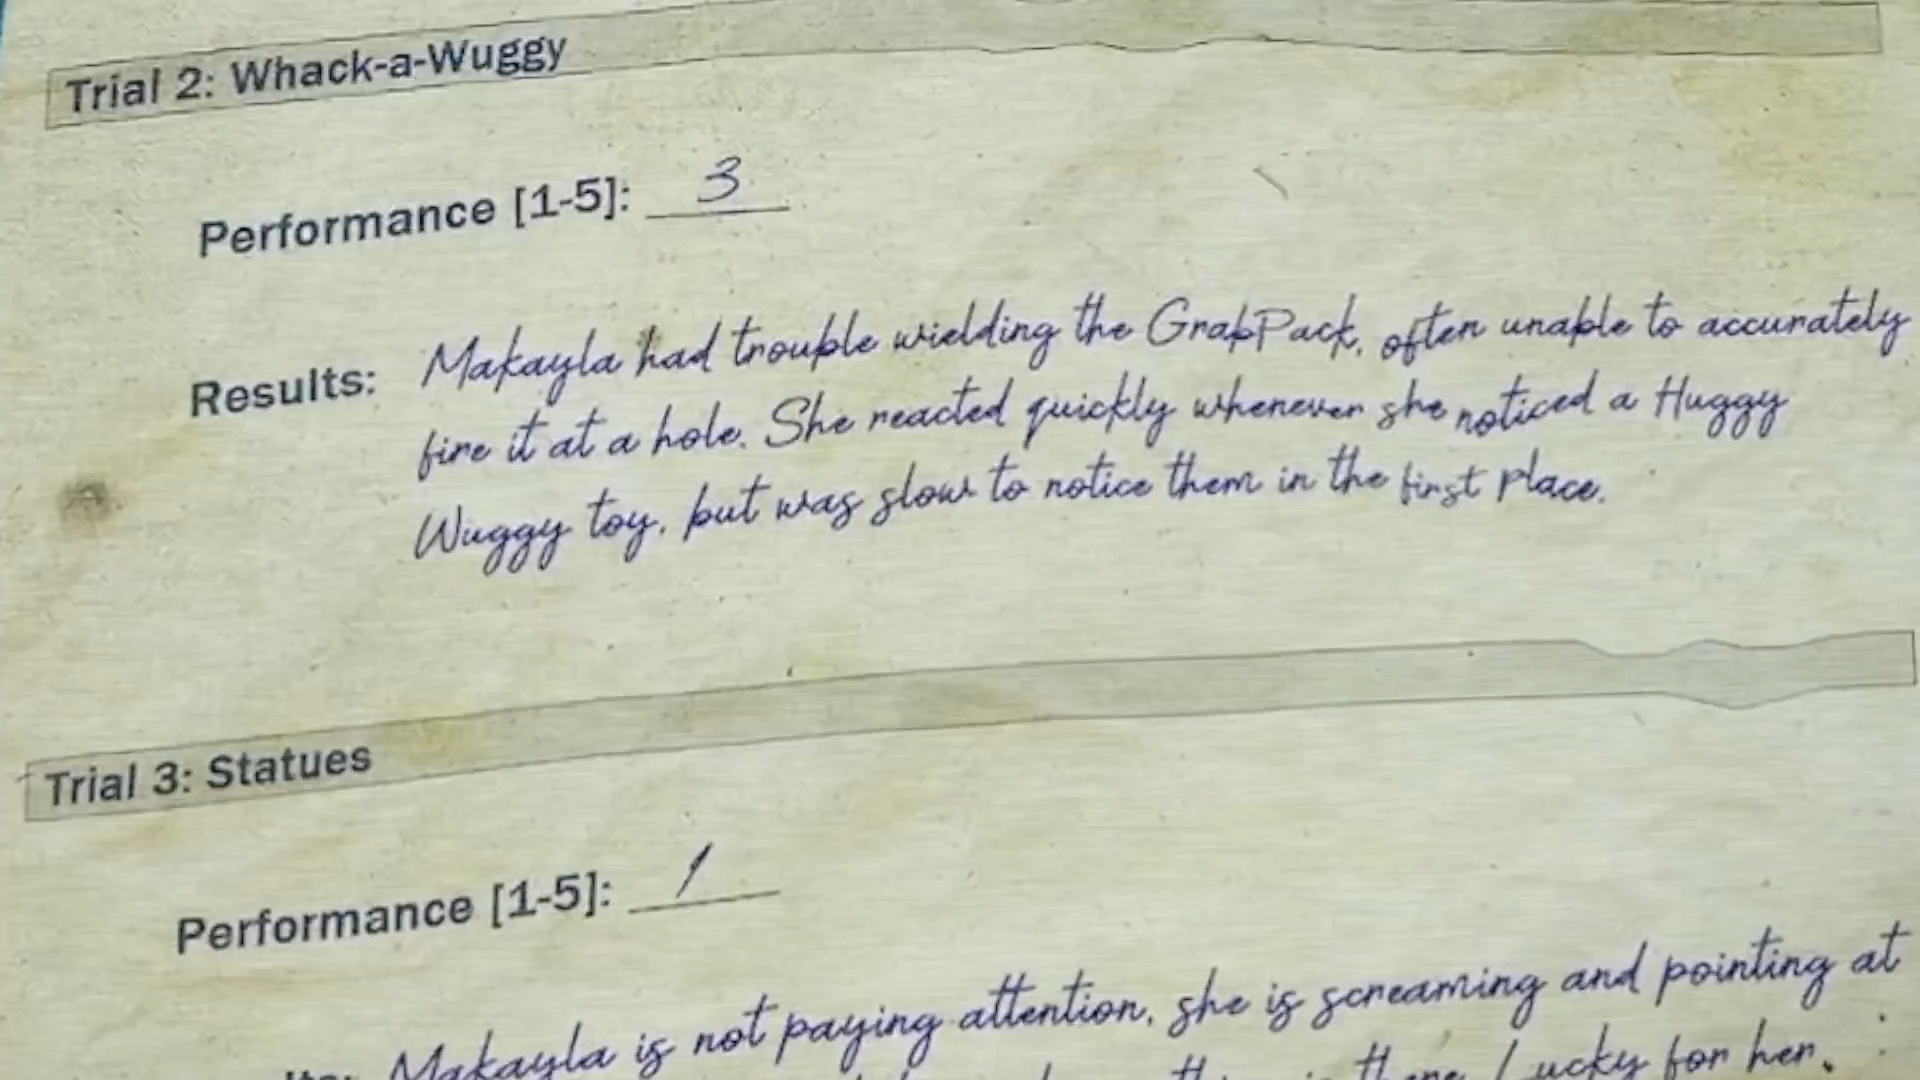 Trial 2: Whack-a-Wuggy
Performance [1-5]: 3
Results: Makayla had trouble wielding the GrabPack, often unable to accurately
fire it at a hole. She reacted quickly whenever she noticed a Huggy
Wuggy toy, but was slow to notice them in the first place.
Trial 3: Statues
Performance [1-5]: 1
Makayla is not paying attention, she is screaming and pointing at
there. Lucky for her,